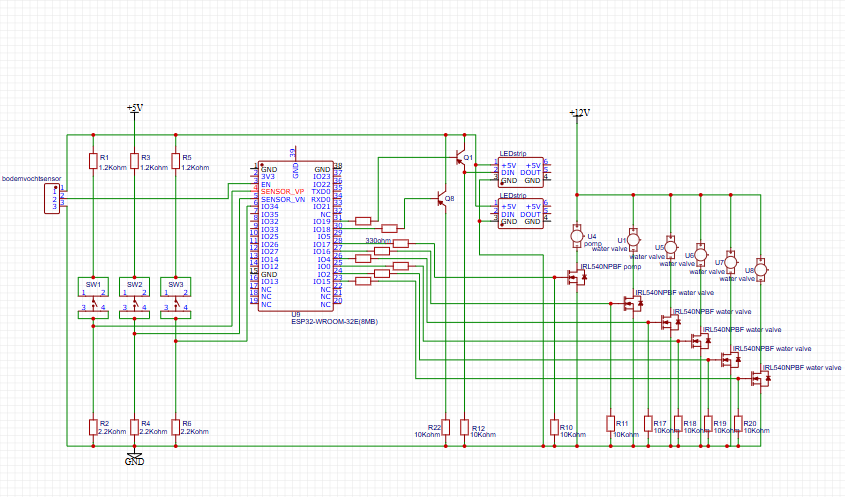 +5V
+12V
R1
1.2Kohm
R3
1.2Kohm
R5
1.2Kohm
bodemvochtsensor
1
2
3
39
GND
GND
3V3
EN
SENSOR_VP
SENSOR_VN
IO34
IO35
IO32
IO33
IO25
IO26
IO27
IO14
IO12
GND
IO13
NC
NC
NC
GND
IO23
IO22
TXD0
RXD0
IO21
NC
IO19
IO18
IO5
IO17
IO16
IO4
IO0
IO2
IO15
NC
NC
NC
U9
ESP32-WROOM-32E(8MB)
330ohm
Q1
Q8
LEDstrip
+5V +5V
DIN DOUT
GND GND
LEDstrip
+5V +5V
DIN DOUT
GND GND
U4
pomp
U1
water valve
U5
water valve
U6
water valve
U7
water valve
U8
water valve
IRL540NPBF pomp
IRL540NPBF water valve
IRL540NPBF water valve
IRL540NPBF water valve
IRL540NPBF water valve
IRL540NPBF water valve
SW1
1 2
3 4
SW2
1 2
3 4
SW3
1 2
3 4
R2
2.2Kohm
R4
2.2Kohm
R6
2.2Kohm
R22
10Kohm
R12
10Kohm
R10
10Kohm
R11
10Kohm
R17
10Kohm
R18
10Kohm
R19
10Kohm
R20
10Kohm
GND